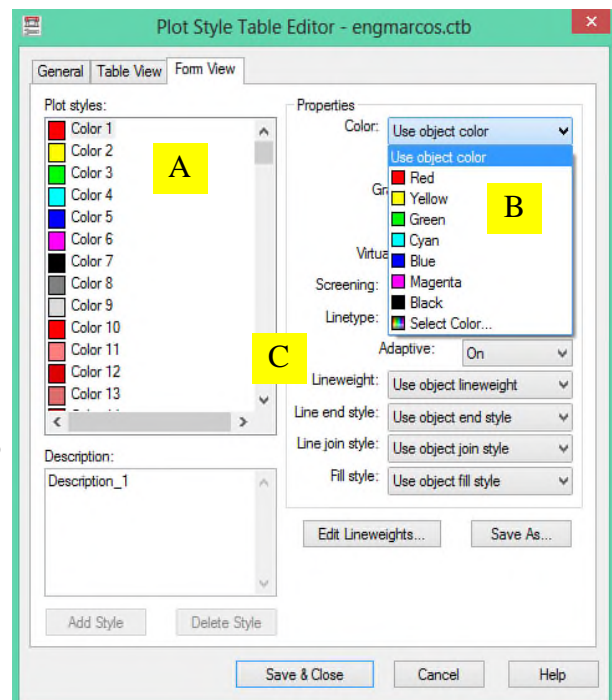 Plot Style Table Editor - engmarcos.ctb
General Table View Form View
Plot styles:
Color 1
Color 2
Color 3
Color 4
Color 5
Color 6
Color 7
Color 8
Color 9
Color 10
Color 11
Color 12
Color 13
A
Description:
Description_1
Add Style Delete Style
Properties
Color: Use object color
Use object color
Red
Yellow
Green
Cyan
Blue
Magenta
Black
Select Color...
B
Gr
Virtua
Screening:
Linetype:
C
Adaptive: On
Lineweight: Use object lineweight
Line end style: Use object end style
Line join style: Use object join style
Fill style: Use object fill style
Edit Lineweights... Save As...
Save & Close Cancel Help